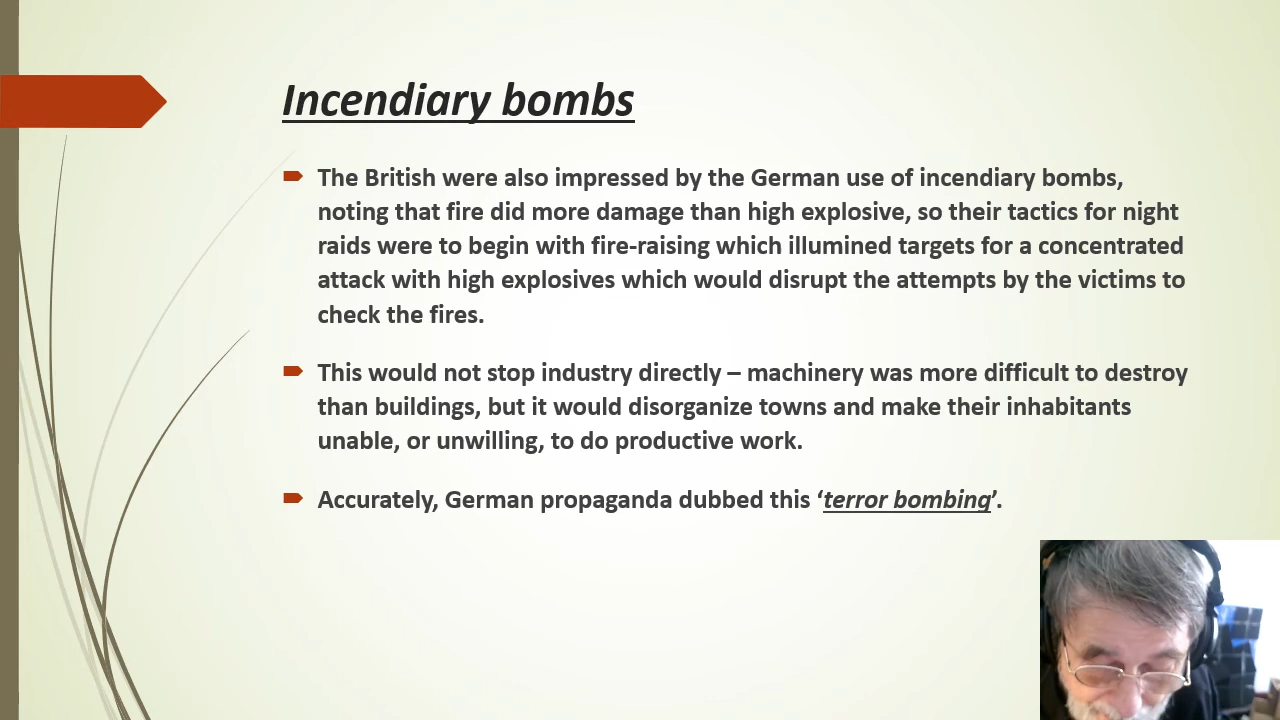 Incendiary bombs
The British were also impressed by the German use of incendiary bombs,
noting that fire did more damage than high explosive, so their tactics for night
raids were to begin with fire-raising which illumined targets for a concentrated
attack with high explosives which would disrupt the attempts by the victims to
check the fires.
This would not stop industry directly – machinery was more difficult to destroy
than buildings, but it would disorganize towns and make their inhabitants
unable, or unwilling, to do productive work.
Accurately, German propaganda dubbed this ‘terror bombing’.